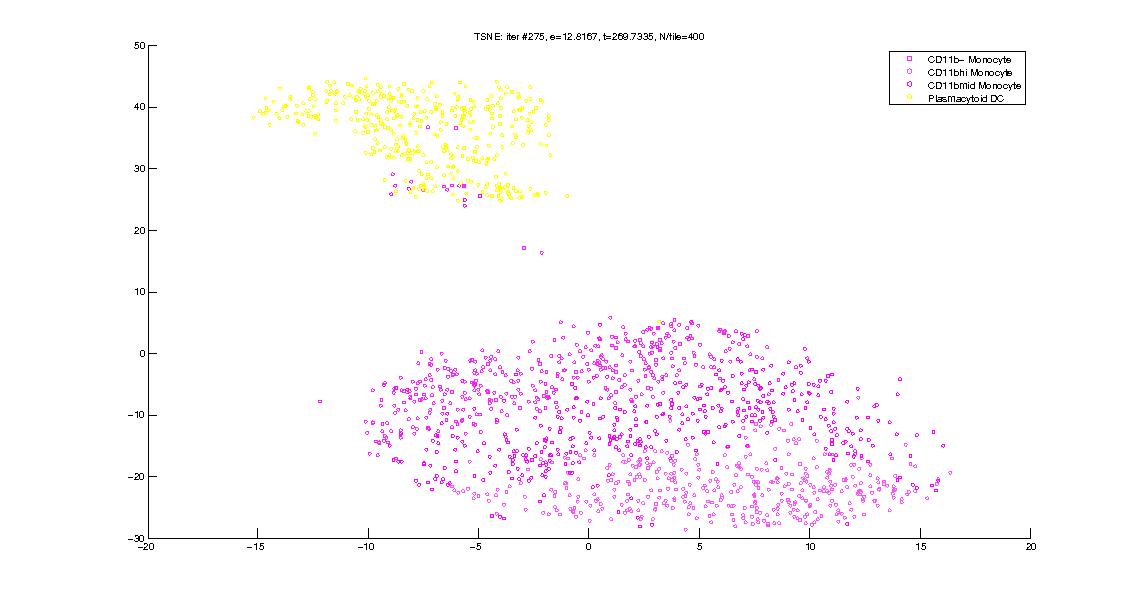 TSNE: iter #275, e=12.8167, t=269.7335, N/file=400
50
CD11b− Monocyte
CD11bhi Monocyte
CD11bmid Monocyte
Plasmacytoid DC
40
30
20
10
0
−10
−20
−30
−20 −15 −10 −5 0 5 10 15 20